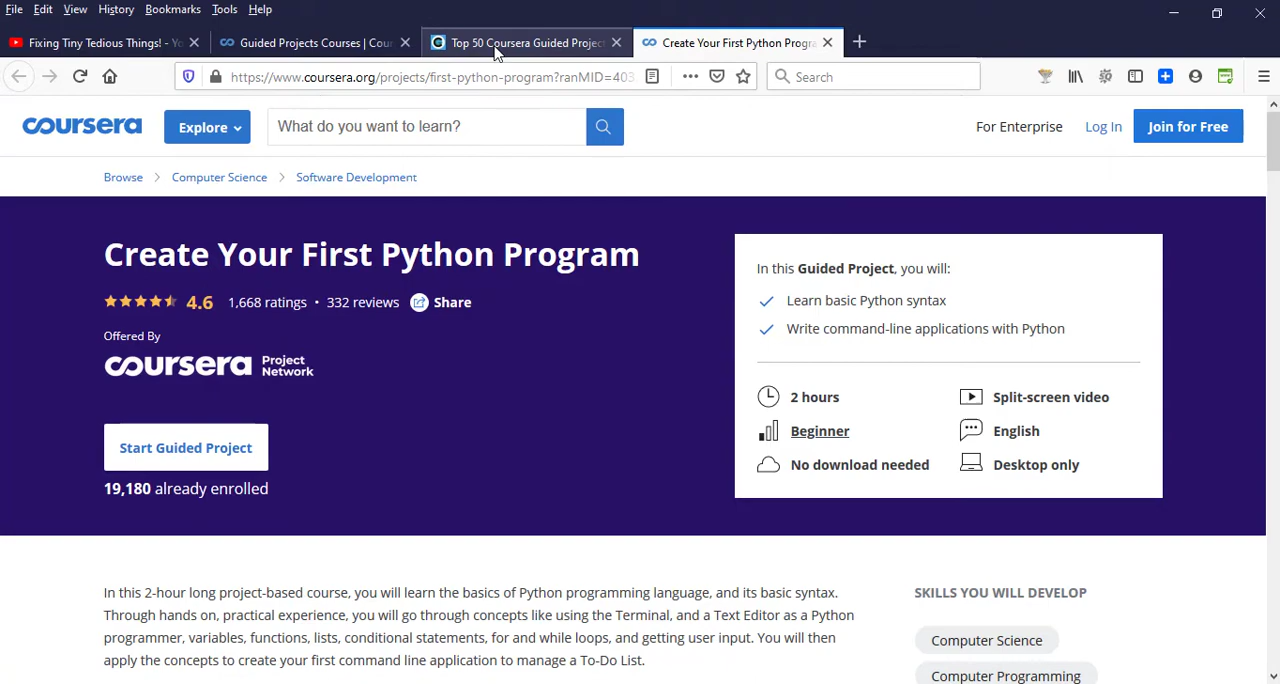 File Edit View History Bookmarks Tools Help
Fixing Tiny Tedious Things! - Yo
Guided Projects Courses | Cour
Top 50 Coursera Guided Project
Create Your First Python Progra
https://www.coursera.org/projects/first-python-program?ranMID=403
Search
coursera
Explore
What do you want to learn?
For Enterprise
Log In
Join for Free
Browse > Computer Science > Software Development
Create Your First Python Program
4.6 1,668 ratings • 332 reviews Share
Offered By
coursera Project Network
Start Guided Project
19,180 already enrolled
In this Guided Project, you will:
Learn basic Python syntax
Write command-line applications with Python
2 hours
Split-screen video
Beginner
English
No download needed
Desktop only
In this 2-hour long project-based course, you will learn the basics of Python programming language, and its basic syntax.
Through hands on, practical experience, you will go through concepts like using the Terminal, and a Text Editor as a Python
programmer, variables, functions, lists, conditional statements, for and while loops, and getting user input. You will then
apply the concepts to create your first command line application to manage a To-Do List.
SKILLS YOU WILL DEVELOP
Computer Science
Computer Programming